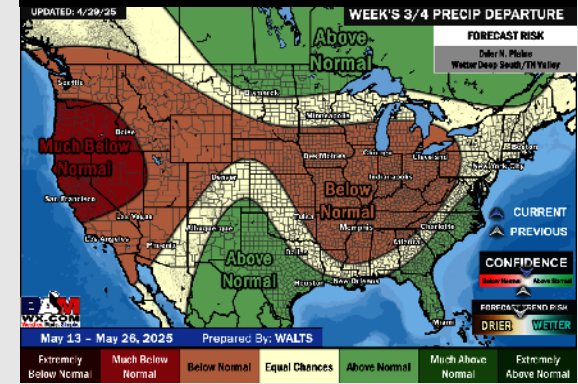 UPDATED: 4/29/25
WEEK'S 3/4 PRECIP DEPARTURE
FORECAST RISK
Drier N. Plains
Wetter Deep South/TN Valley
Above
Normal
Seattle
Bismarck
Minneapolis
Boise
Much Below
Normal
Des Moines
Chicago
Cleveland
Boston
New York City
Indianapolis
Denver
Below
Normal
San Francisco
Las Vegas
Los Angeles
Phoenix
Albuquerque
Tulsa
Memphis
Charlotte
Atlanta
Dallas
Above
Normal
Houston
New Orleans
Miami
CURRENT
PREVIOUS
CONFIDENCE
Below Normal
Above Normal
FORECAST TREND RISK
DRIER
WETTER
BAM
WX.COM
May 13 – May 26, 2025
Prepared By: WALTS
Extremely
Below Normal
Much Below
Normal
Below Normal
Equal Chances
Above Normal
Much Above
Normal
Extremely
Above Normal